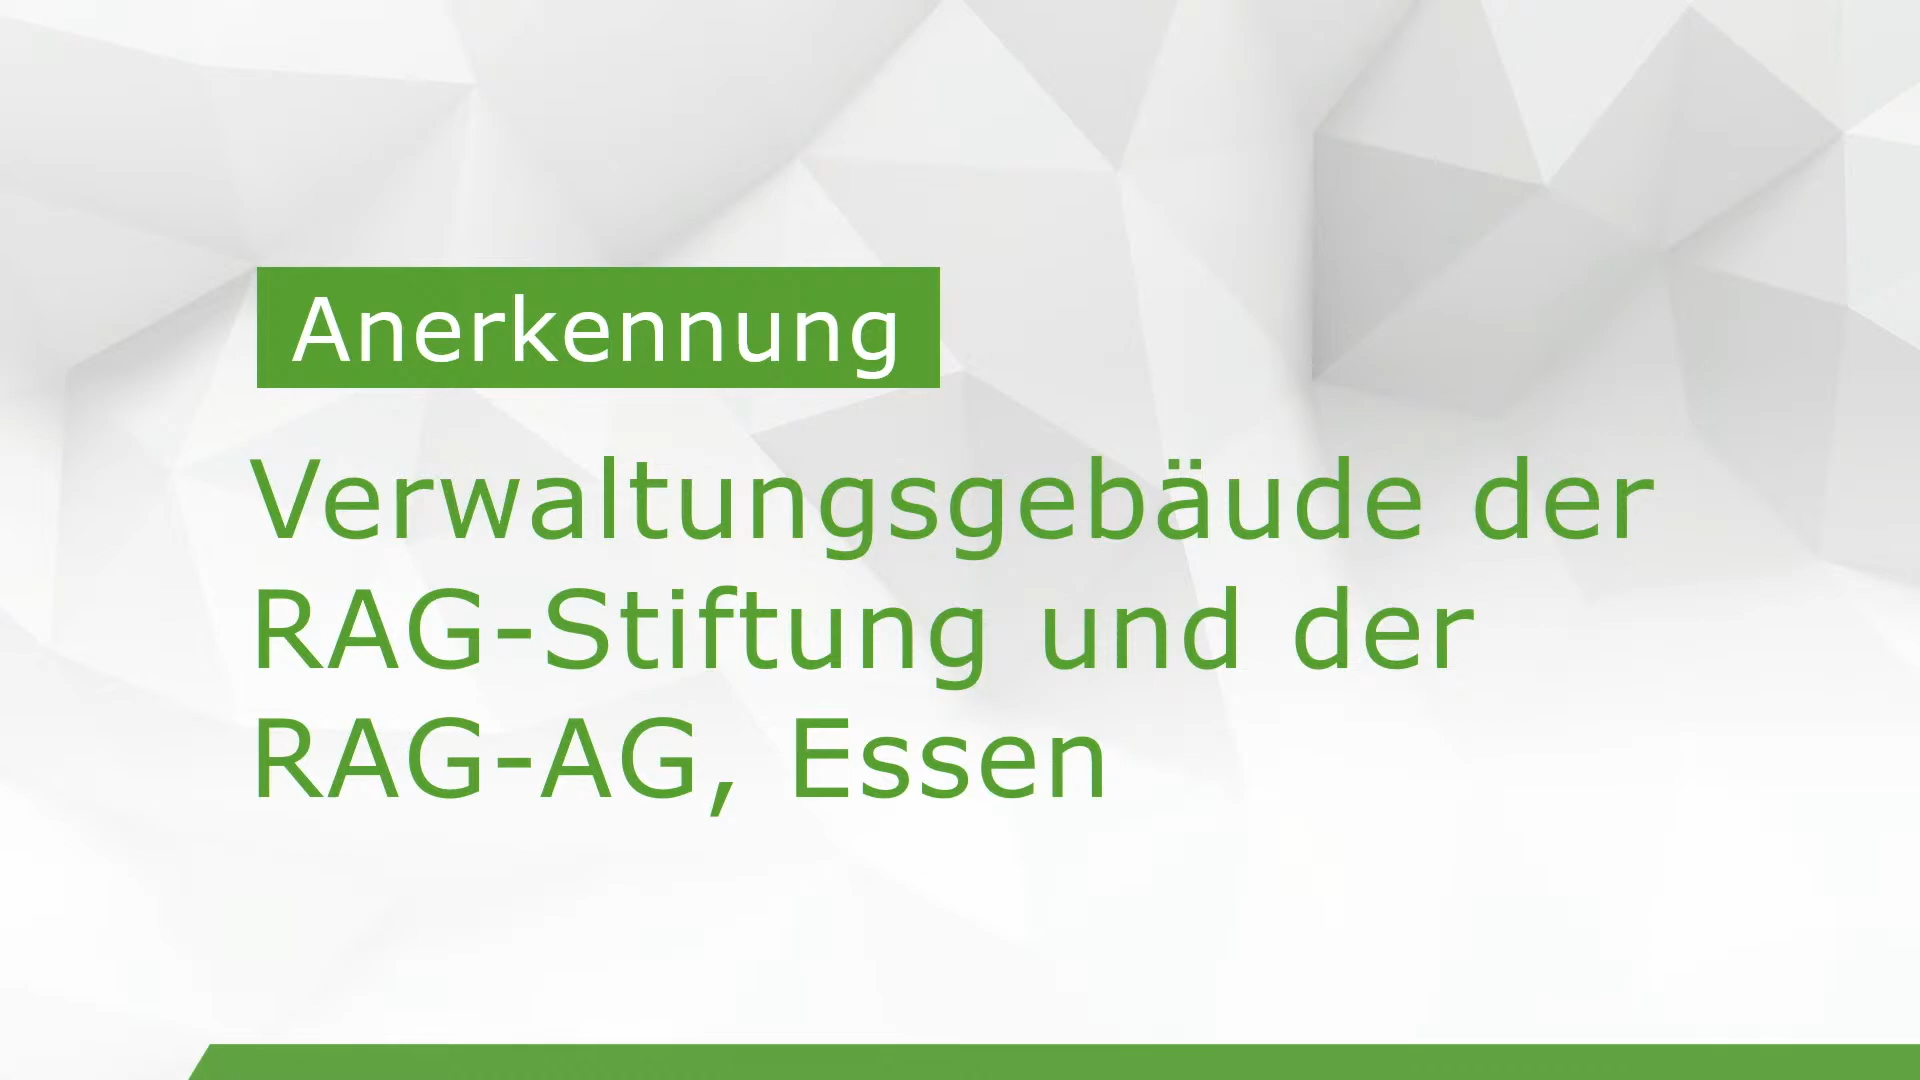 Anerkennung
Verwaltungsgebäude der
RAG-Stiftung und der
RAG-AG, Essen